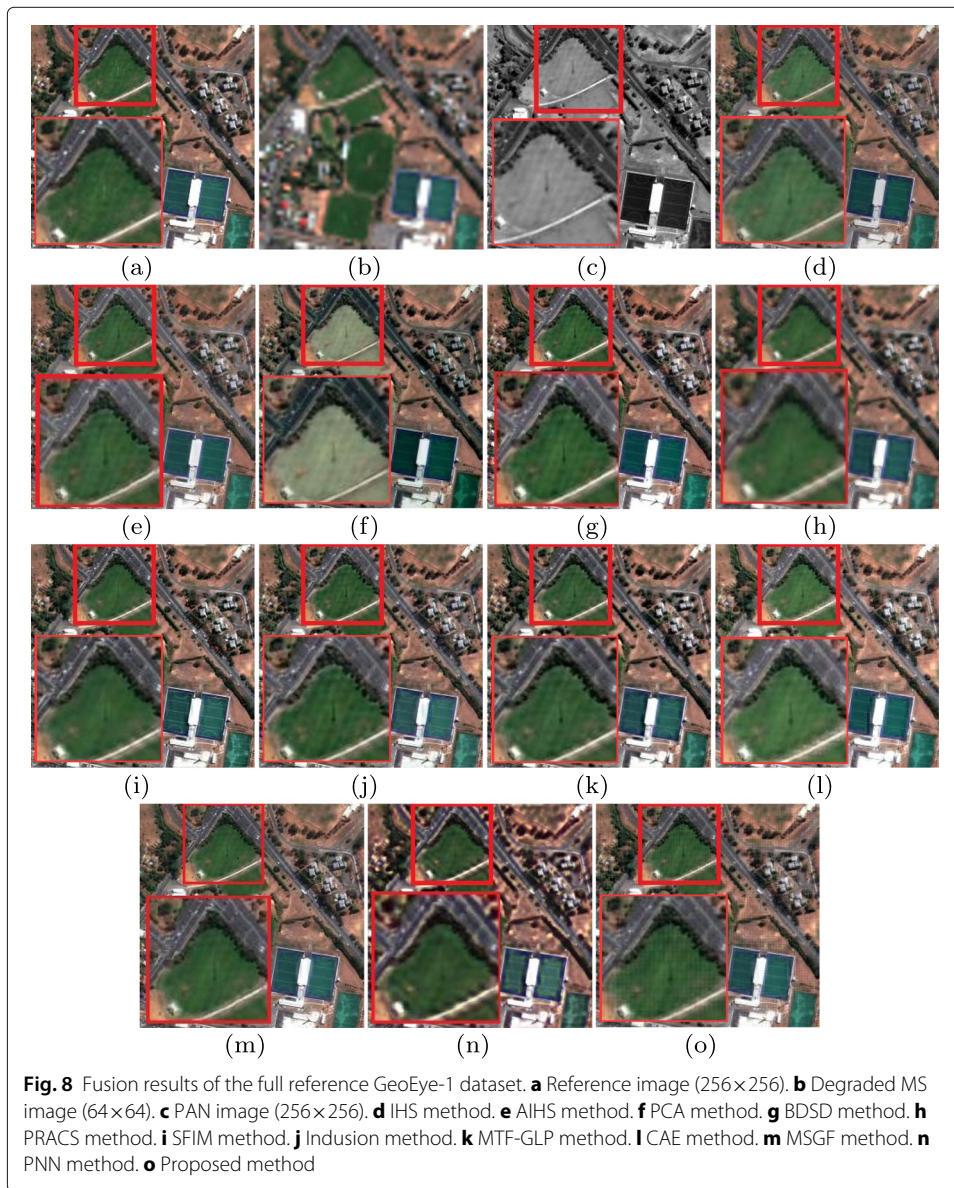 (a) (b) (c) (d)
(e) (f) (g) (h)
(i) (j) (k) (l)
(m) (n) (o)
Fig. 8 Fusion results of the full reference GeoEye-1 dataset. a Reference image (256×256). b Degraded MS
image (64×64). c PAN image (256×256). d IHS method. e AIHS method. f PCA method. g BDSD method. h
PRACS method. i SFIM method. j Indusion method. k MTF-GLP method. l CAE method. m MSGF method. n
PNN method. o Proposed method